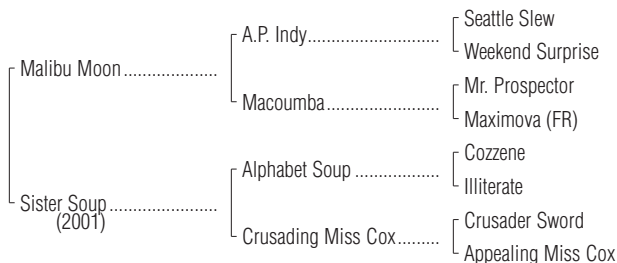 Seattle Slew
A.P. Indy............................
Weekend Surprise
Malibu Moon....................
Mr. Prospector
Macoumba........................
Maximova (FR)
Cozzene
Alphabet Soup ..................
Illiterate
Sister Soup.......................
(2001)
Crusader Sword
Crusading Miss Cox.........
Appealing Miss Cox